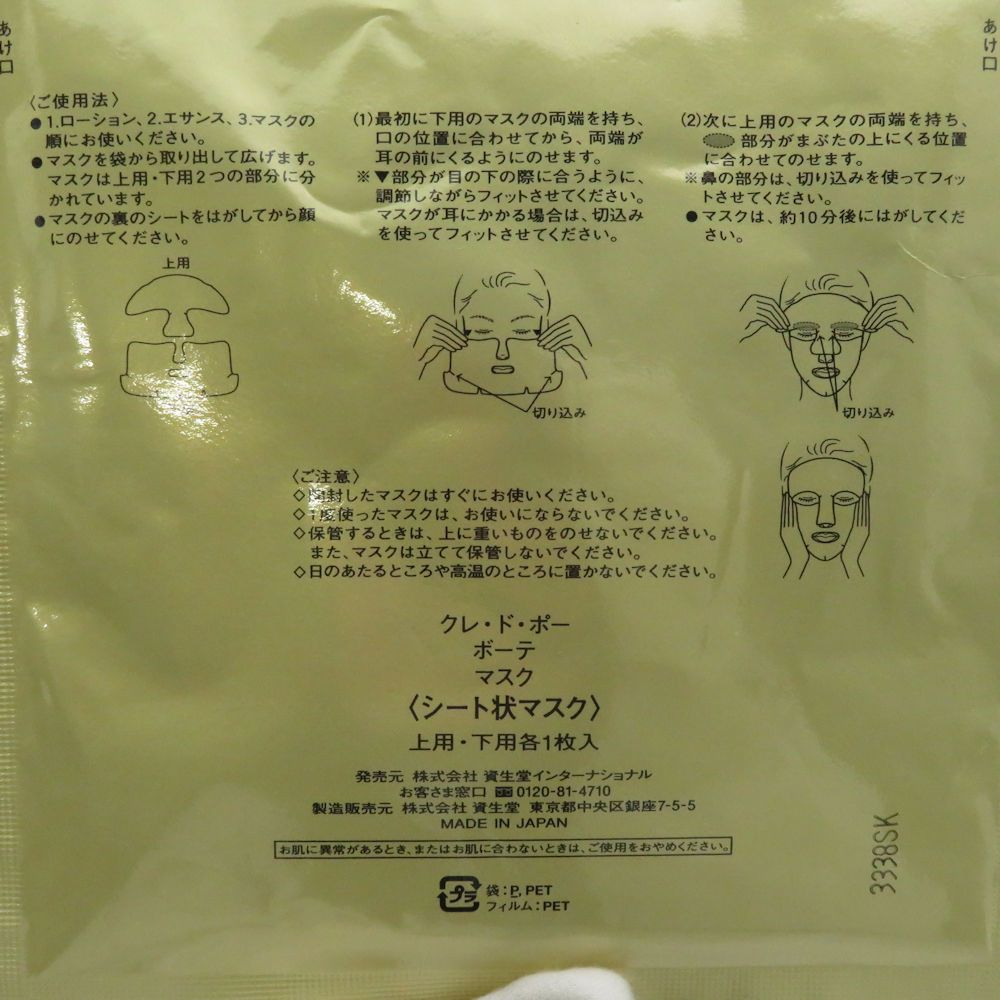 あけ口
あけ口
〈ご使用法〉
●1.ローション、2.エサンス、3.マスクの
順にお使いください。
●マスクを袋から取り出して広げます。
マスクは上用・下用2つの部分に分
かれています。
●マスクの裏のシートをはがしてから顔
にのせてください。
上用
(1)最初に下用のマスクの両端を持ち、
口の位置に合わせてから、両端が
耳の前にくるようにのせます。
※▼部分が目の下の際に合うように、
調節しながらフィットさせてください。
マスクが耳にかかる場合は、切込み
を使ってフィットさせてください。
切り込み
(2)次に上用のマスクの両端を持ち、
部分がまぶたの上にくる位置
に合わせてのせます。
※鼻の部分は、切り込みを使ってフィッ
トさせてください。
●マスクは、約10分後にはがしてくだ
さい。
切り込み
〈ご注意〉
◇開封したマスクはすぐにお使いください。
◇1度使ったマスクは、お使いにならないでください。
◇保管するときは、上に重いものをのせないでください。
また、マスクは立てて保管しないでください。
◇日のあたるところや高温のところに置かないでください。
クレ・ド・ポー
ボーテ
マスク
〈シート状マスク〉
上用・下用各1枚入
発売元 株式会社 資生堂インターナショナル
お客さま窓口 0120-81-4710
製造販売元 株式会社 資生堂 東京都中央区銀座7-5-5
MADE IN JAPAN
お肌に異常があるとき、またはお肌に合わないときは、ご使用をおやめください。
プラ 袋:P, PET
フィルム:PET
3338SK